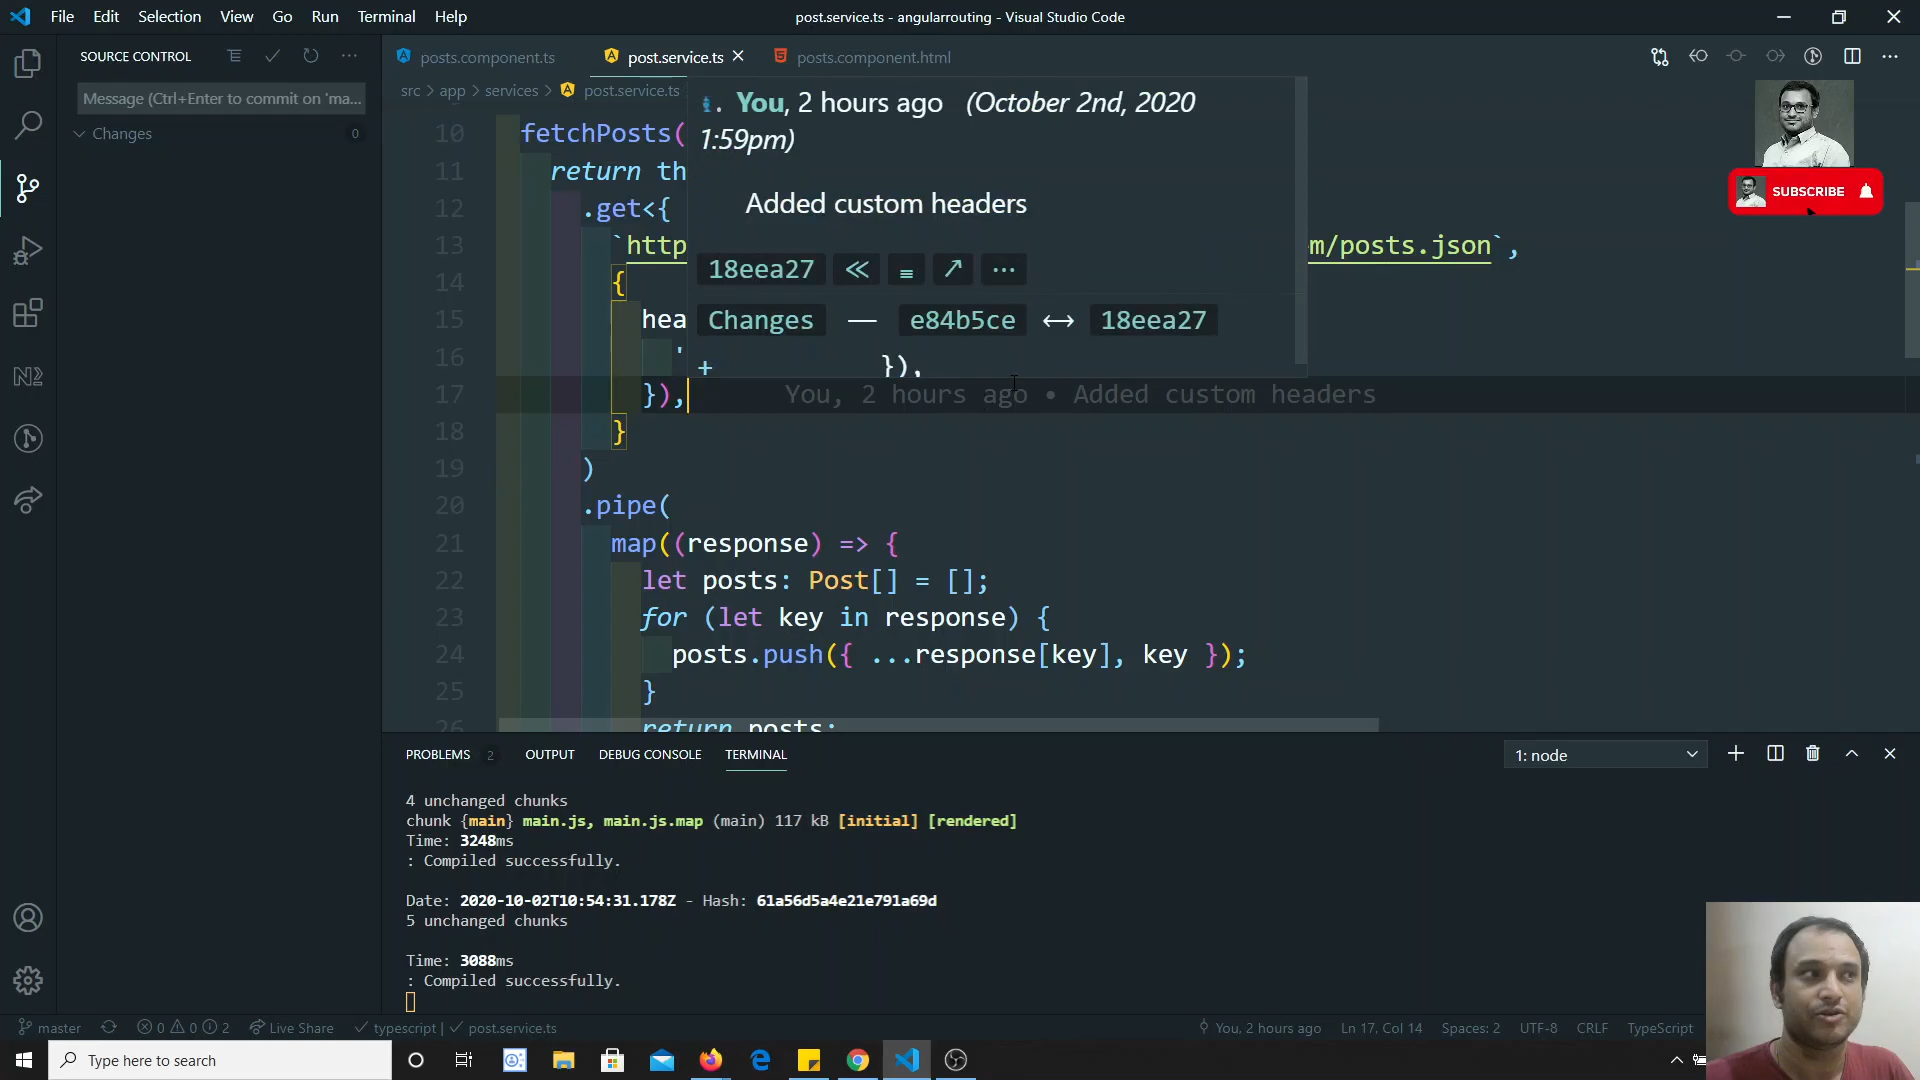 File Edit Selection View Go Run Terminal Help
post.service.ts - angularrouting - Visual Studio Code
SOURCE CONTROL
Message (Ctrl+Enter to commit on 'ma...
Changes 0
posts.component.ts
post.service.ts
posts.component.html
src > app > services > post.service.ts
You, 2 hours ago (October 2nd, 2020
1:59pm)
Added custom headers
18eea27
Changes — e84b5ce ↔ 18eea27
+ }),
SUBSCRIBE
10 fetchPosts(
11 return th
12 .get<{
13 `http m/posts.json`,
14 {
15 hea
16 '
17 }), You, 2 hours ago • Added custom headers
18 }
19 )
20 .pipe(
21 map((response) => {
22 let posts: Post[] = [];
23 for (let key in response) {
24 posts.push({ ...response[key], key });
25 }
26 return posts;
PROBLEMS 2 OUTPUT DEBUG CONSOLE TERMINAL
1: node
4 unchanged chunks
chunk {main} main.js, main.js.map (main) 117 kB [initial] [rendered]
Time: 3248ms
: Compiled successfully.
Date: 2020-10-02T10:54:31.178Z - Hash: 61a56d5a4e21e791a69d
5 unchanged chunks
Time: 3088ms
: Compiled successfully.
master 0 0 2 Live Share typescript | post.service.ts
You, 2 hours ago Ln 17, Col 14 Spaces: 2 UTF-8 CRLF TypeScript
Type here to search